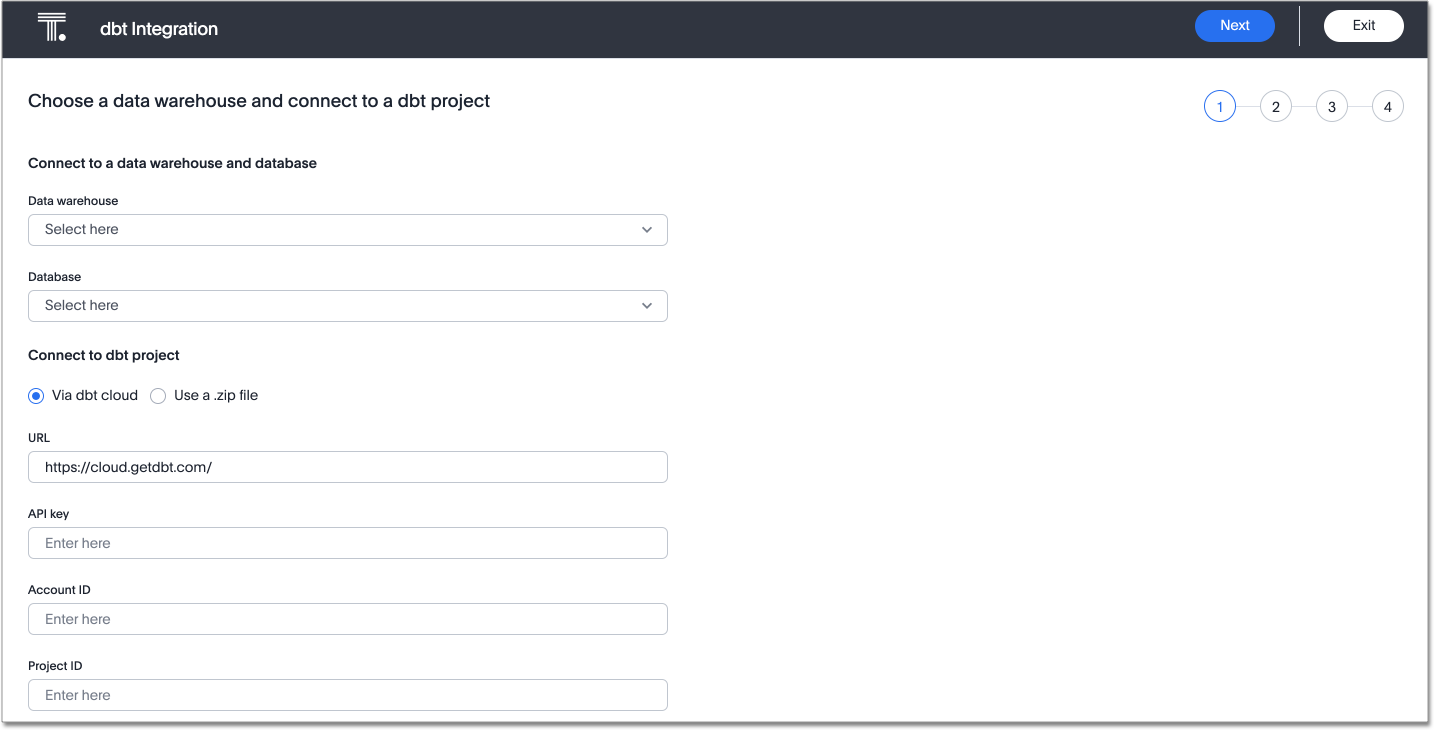 T.
dbt Integration
Next
Exit
Choose a data warehouse and connect to a dbt project
1 2 3 4
Connect to a data warehouse and database
Data warehouse
Select here
Database
Select here
Connect to dbt project
Via dbt cloud Use a .zip file
URL
https://cloud.getdbt.com/
API key
Enter here
Account ID
Enter here
Project ID
Enter here